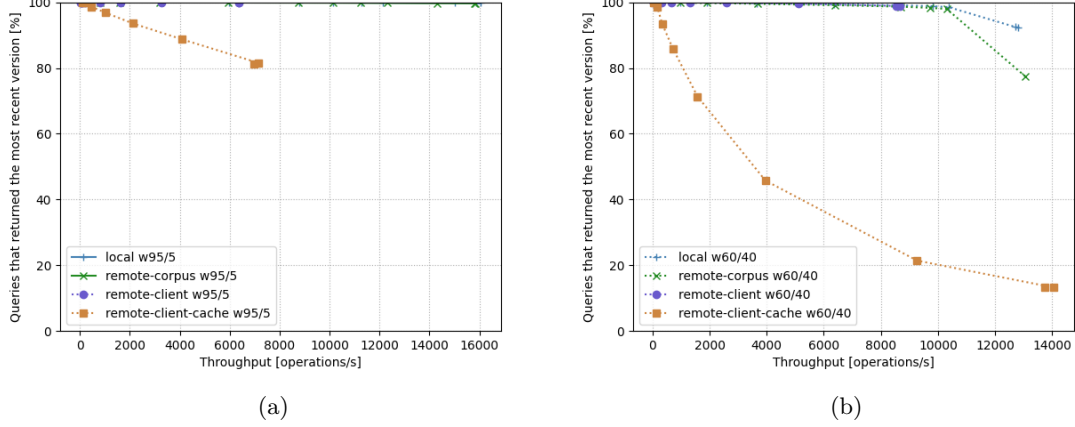 100
80
60
40
20
0
Queries that returned the most recent version [%]
local w95/5
remote-corpus w95/5
remote-client w95/5
remote-client-cache w95/5
0 2000 4000 6000 8000 10000 12000 14000 16000
Throughput [operations/s]
(a)
100
80
60
40
20
0
Queries that returned the most recent version [%]
local w60/40
remote-corpus w60/40
remote-client w60/40
remote-client-cache w60/40
0 2000 4000 6000 8000 10000 12000 14000
Throughput [operations/s]
(b)